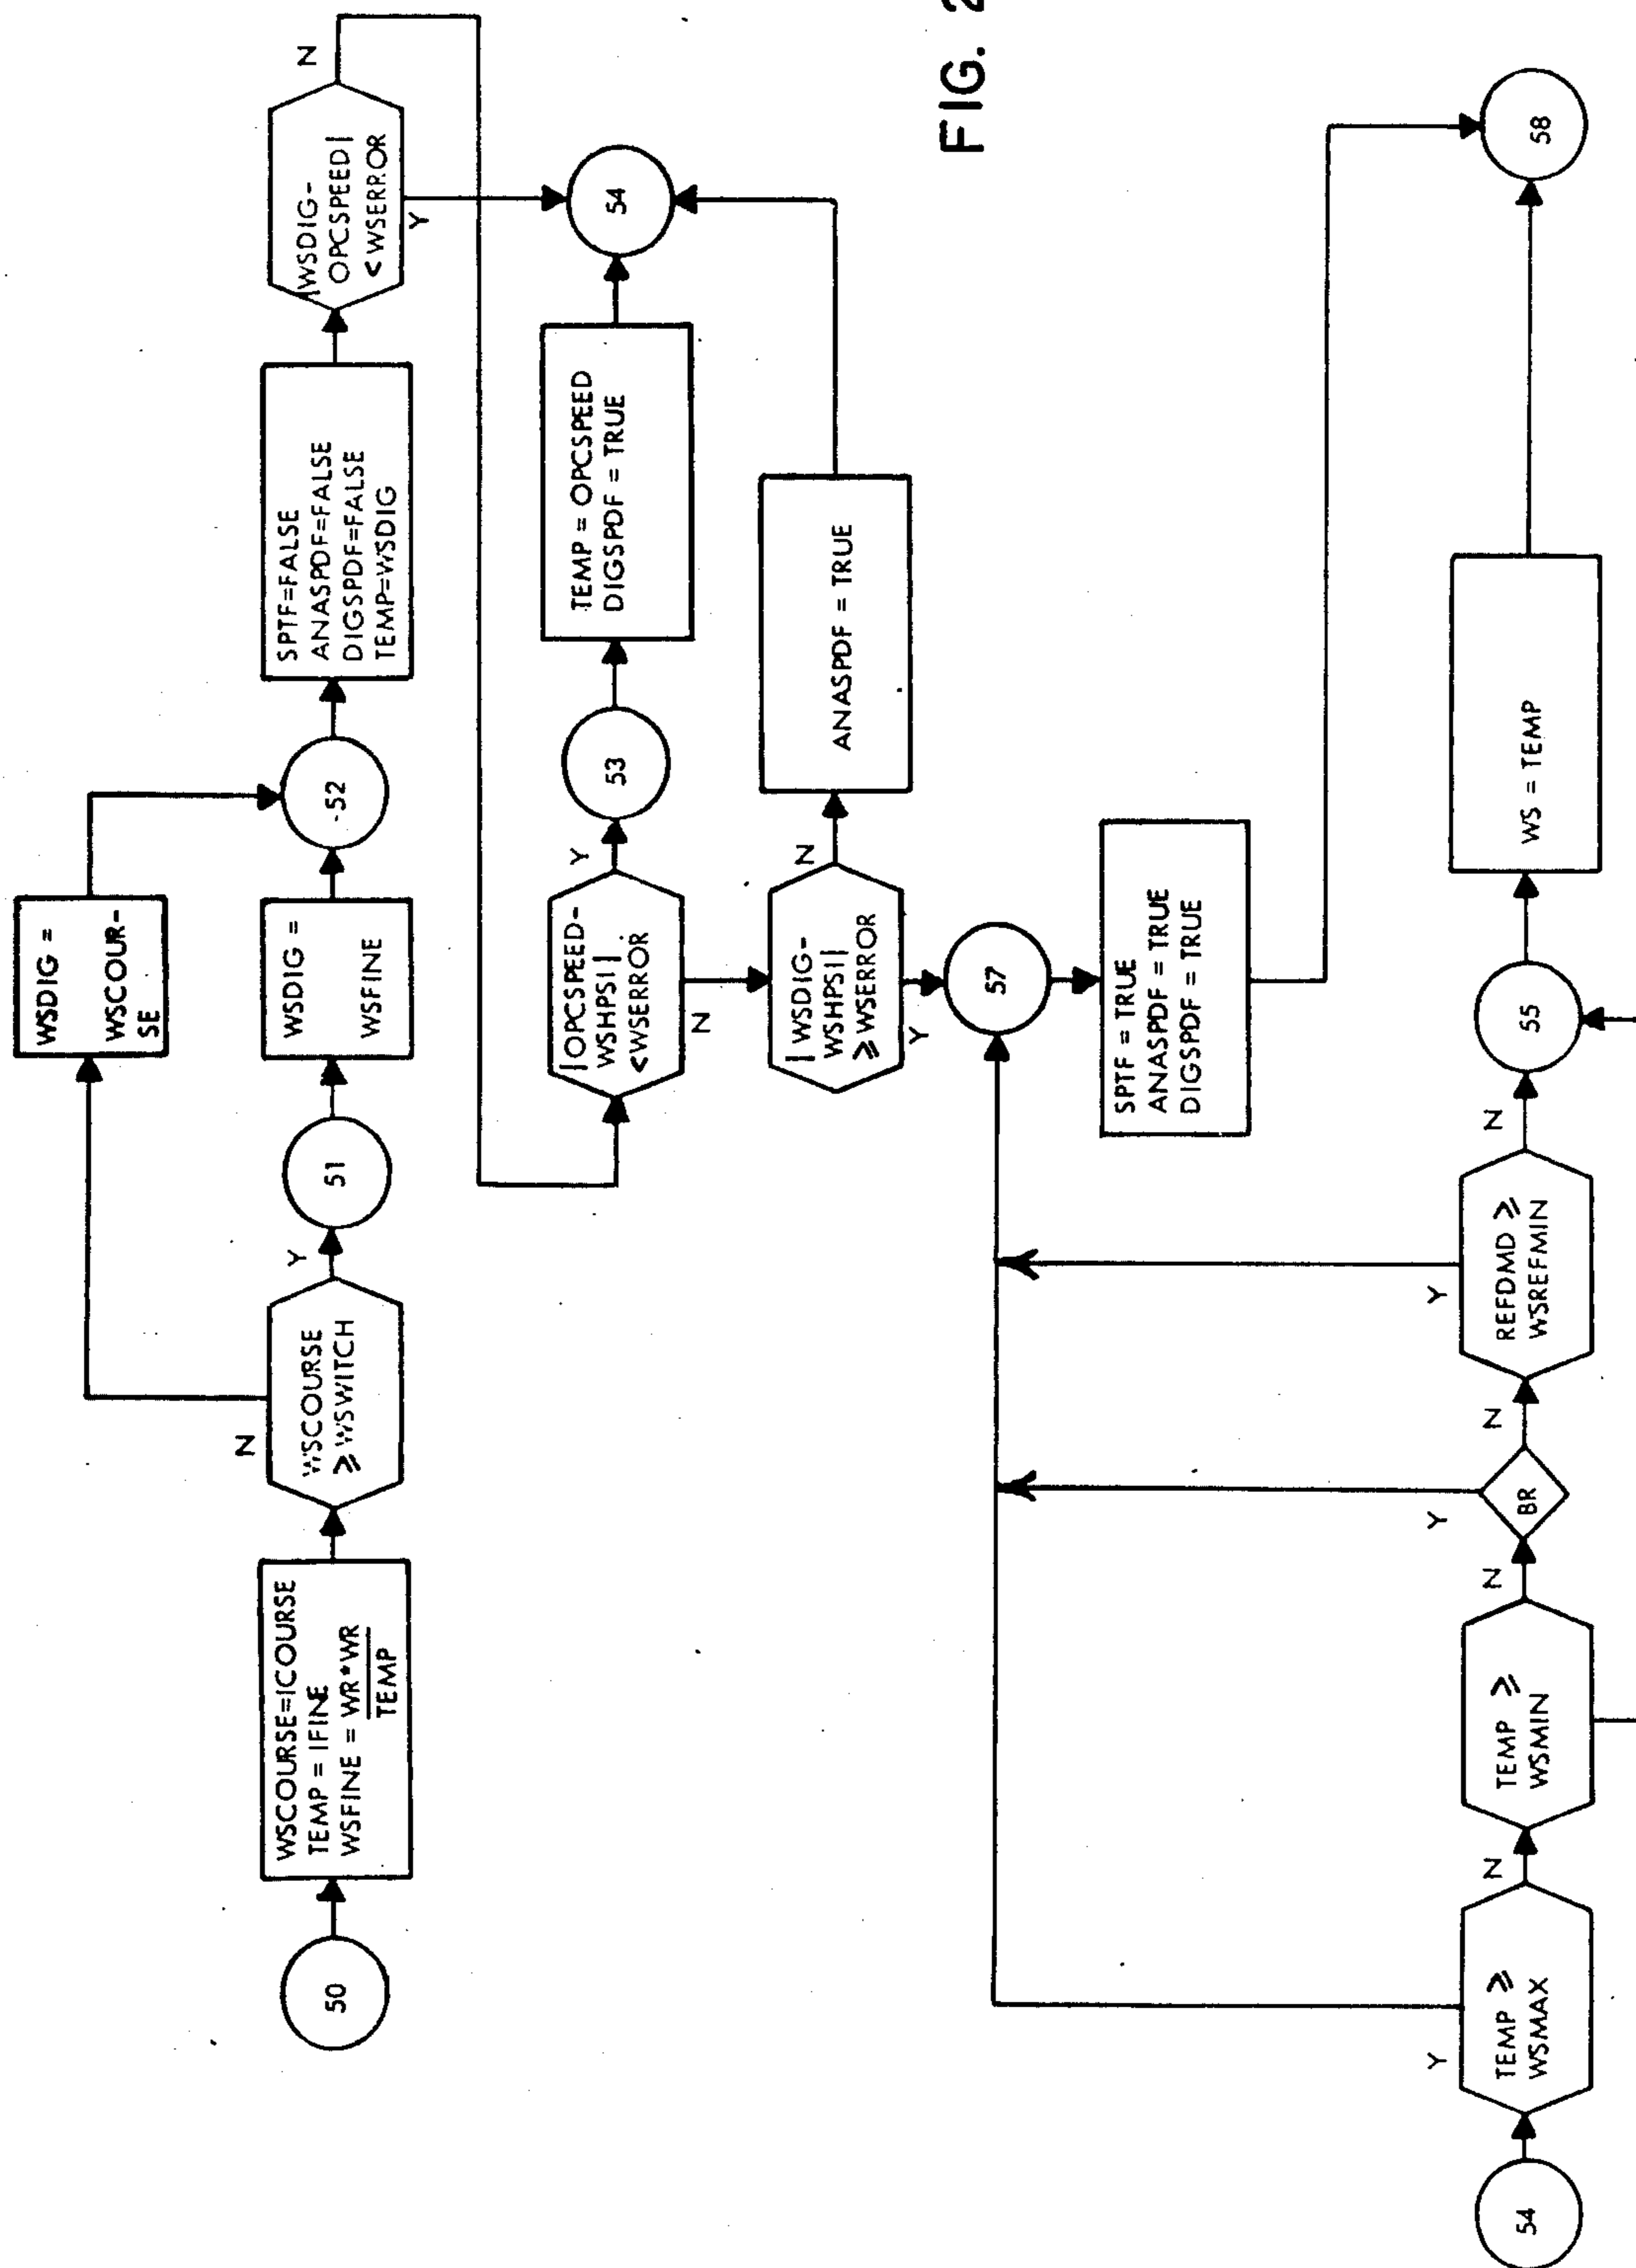 50
WSCOURSE=ICOURSE
TEMP = IFINE
WSFINE = WR*WR
TEMP
WSCOURSE
≥ WSWITCH
N
Y
51
WSDIG =
WSCOUR-
SE
WSDIG =
WSFINE
-52
SPTF=FALSE
ANASPDF=FALSE
DIGSPDF=FALSE
TEMP=WSDIG
|WSDIG-
OPCSPEED|
< WSERROR
N
Y
|OPCSPEED-
WSHPSI|
<WSERROR
Y
N
53
TEMP = OPCSPEED
DIGSPDF = TRUE
54
|WSDIG-
WSHPSI|
≥ WSERROR
N
Y
ANASPDF = TRUE
57
SPTF = TRUE
ANASPDF = TRUE
DIGSPDF = TRUE
FIG. 2
54
TEMP ≥
WSMAX
Y
N
TEMP ≥
WSMIN
N
BR
Y
N
REFDMD ≥
WSREFMIN
Y
N
55
WS = TEMP
58